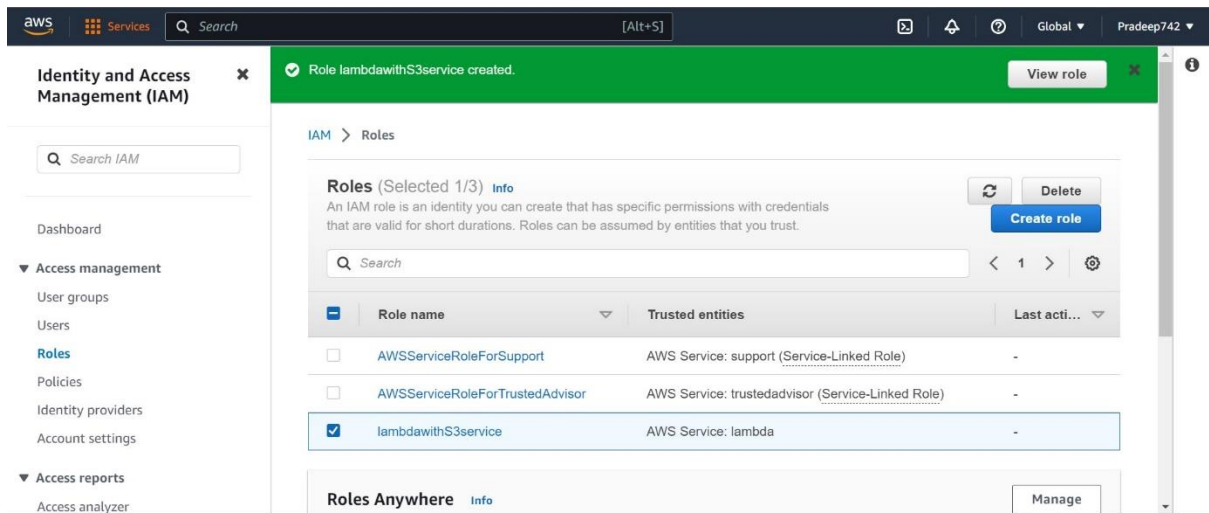 aws Services Search [Alt+S] Global Pradeep742
Identity and Access
Management (IAM)
Search IAM
Dashboard
Access management
User groups
Users
Roles
Policies
Identity providers
Account settings
Access reports
Access analyzer
Role lambdawithS3service created. View role
IAM > Roles
Roles (Selected 1/3) Info
Delete
An IAM role is an identity you can create that has specific permissions with credentials
that are valid for short durations. Roles can be assumed by entities that you trust.
Create role
Search
1
Role name Trusted entities Last acti...
AWSServiceRoleForSupport AWS Service: support (Service-Linked Role) -
AWSServiceRoleForTrustedAdvisor AWS Service: trustedadvisor (Service-Linked Role) -
lambdawithS3service AWS Service: lambda -
Roles Anywhere Info Manage